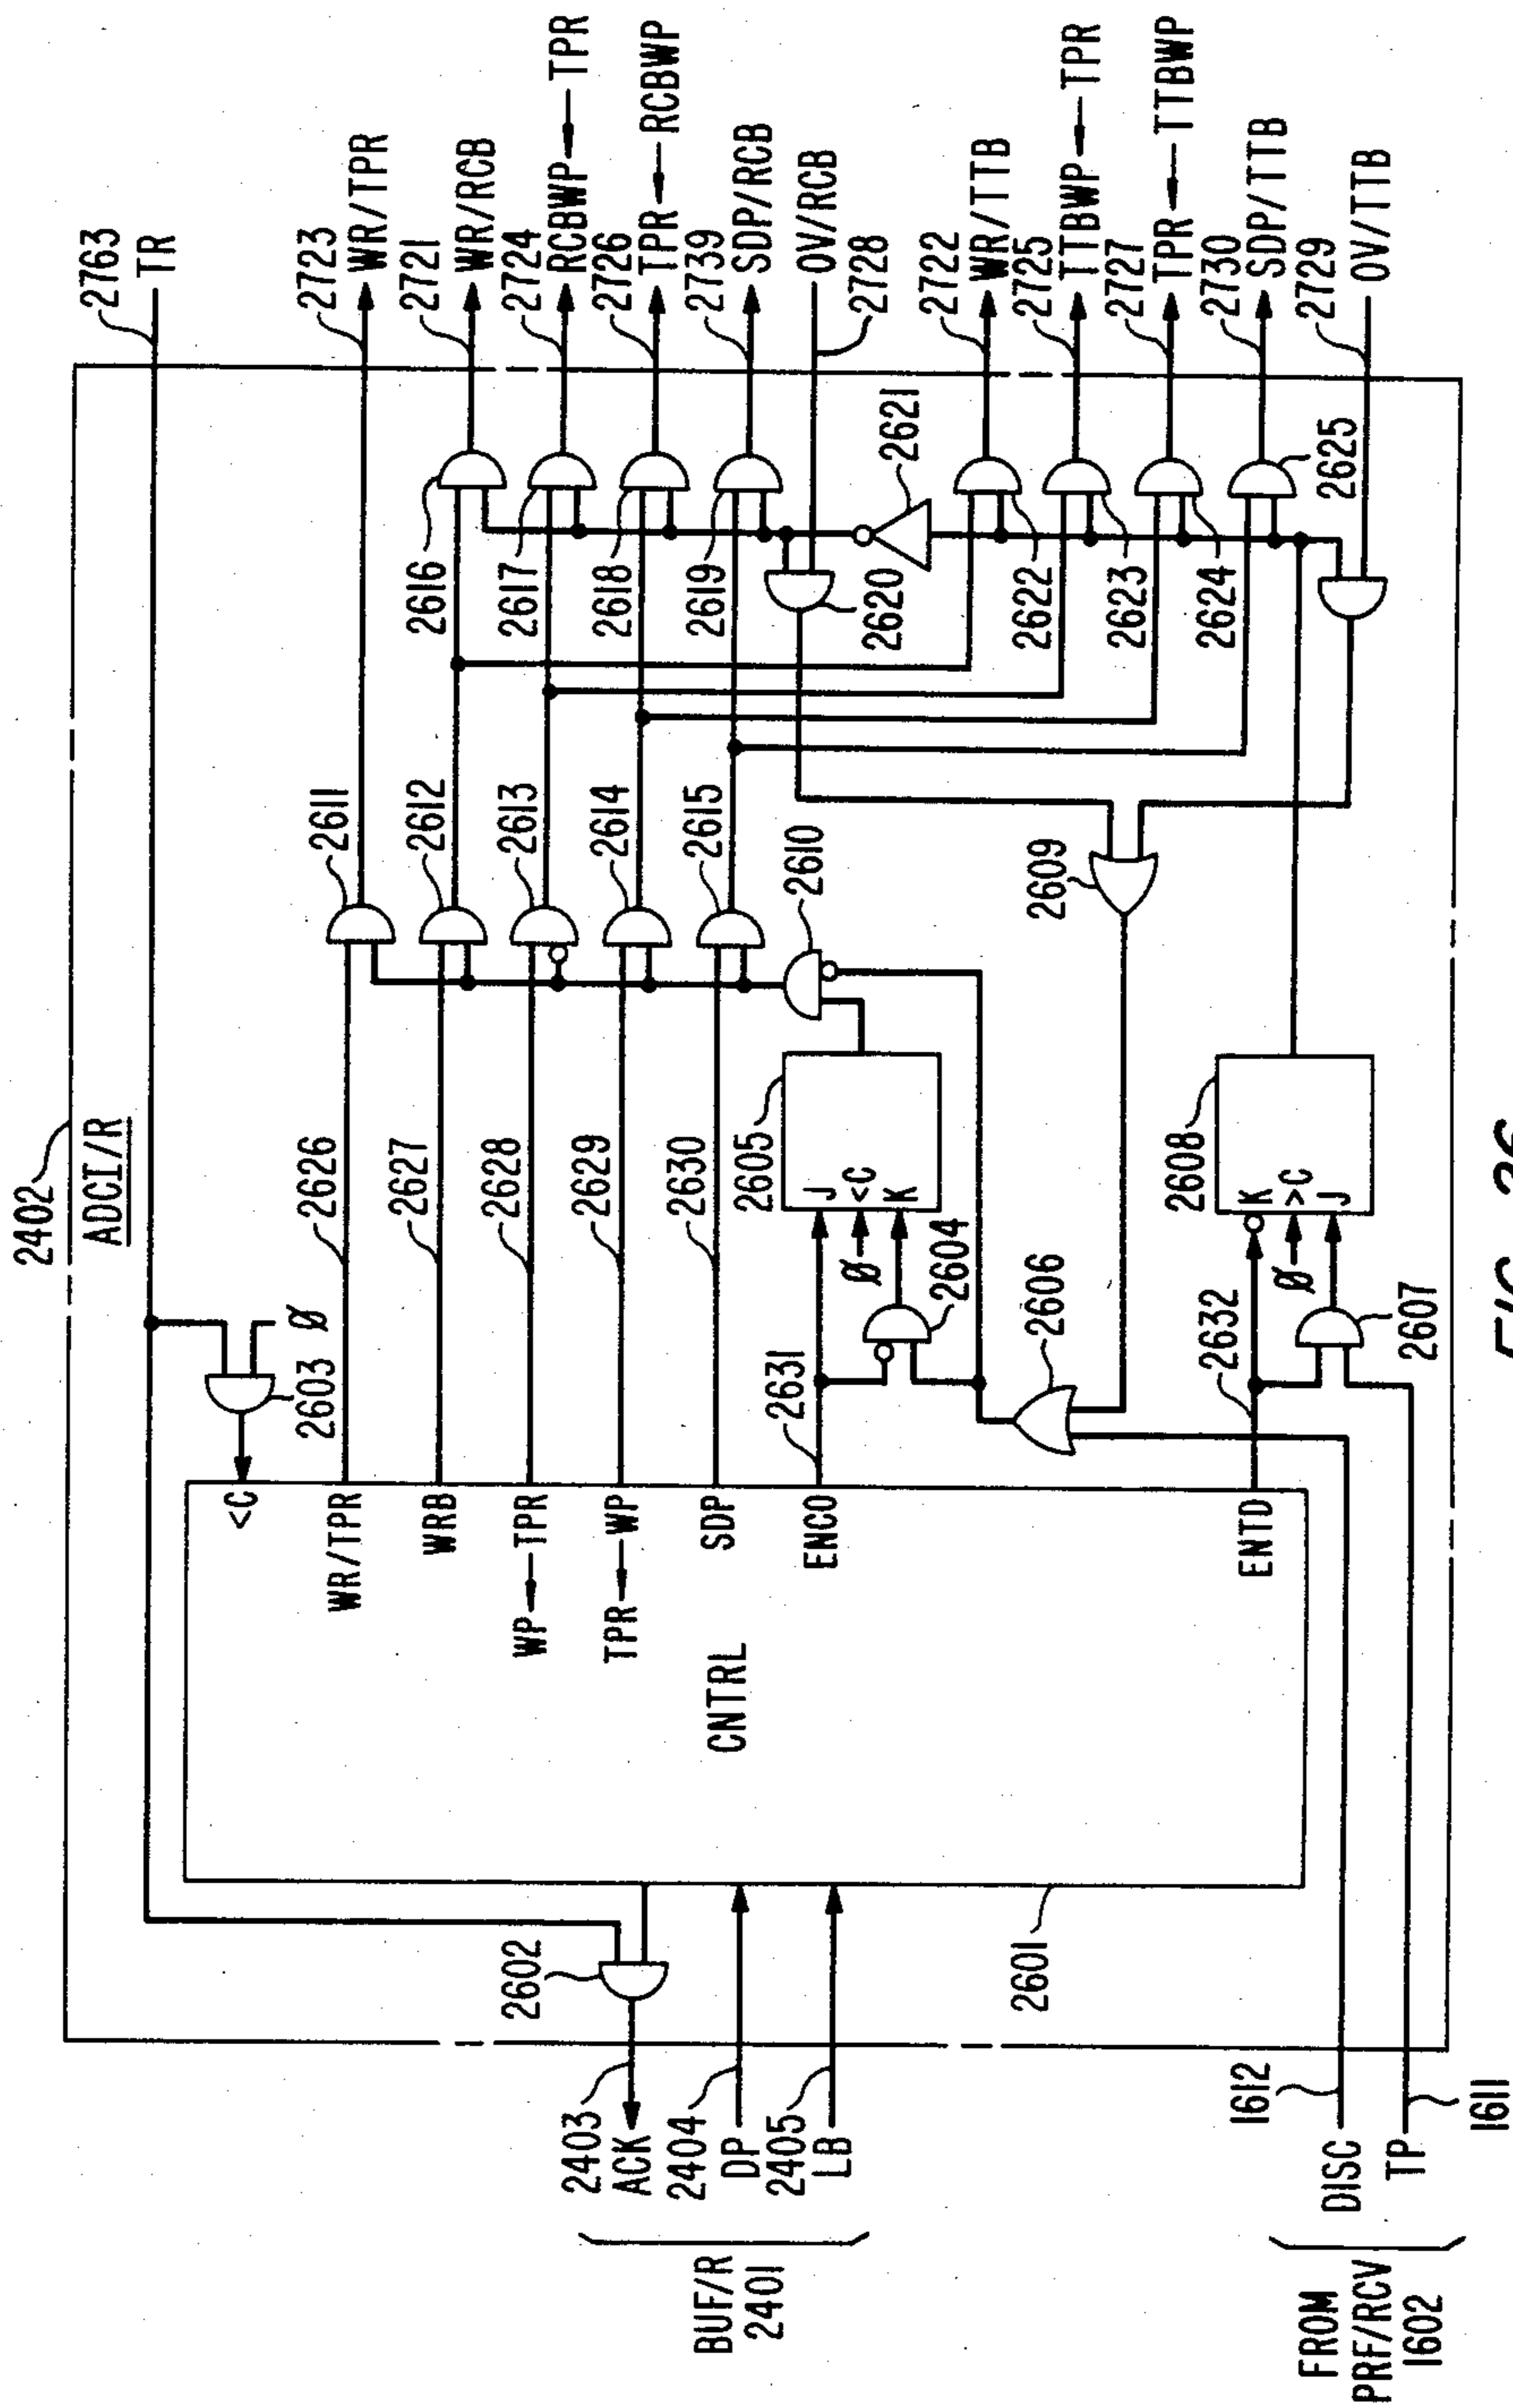 2402
ADCI/R
2763
TR
2603
Ø
<C
2611
2626
WR/TPR
2723
WR/TPR
2612
2627
WRB
2616
2721
WR/RCB
2613
2628
WP→TPR
2617
2724
RCBWP→TPR
2614
2629
TPR→WP
2618
2726
TPR→RCBWP
2615
2630
SDP
2619
2739
SDP/RCB
2610
2605
J
<C
K
Ø
2631
ENCO
2604
2620
OV/RCB
2728
2621
2606
2609
2622
2722
WR/TTB
2623
2725
TTBWP→TPR
2624
2727
TPR→TTBWP
2625
2730
SDP/TTB
2729
OV/TTB
2608
K
>C
J
Ø
2632
ENTD
2607
CNTRL
2601
2602
2403
ACK
2404
DP
2405
LB
BUF/R
2401
1612
DISC
TP
1611
FROM
PRF/RCV
1602